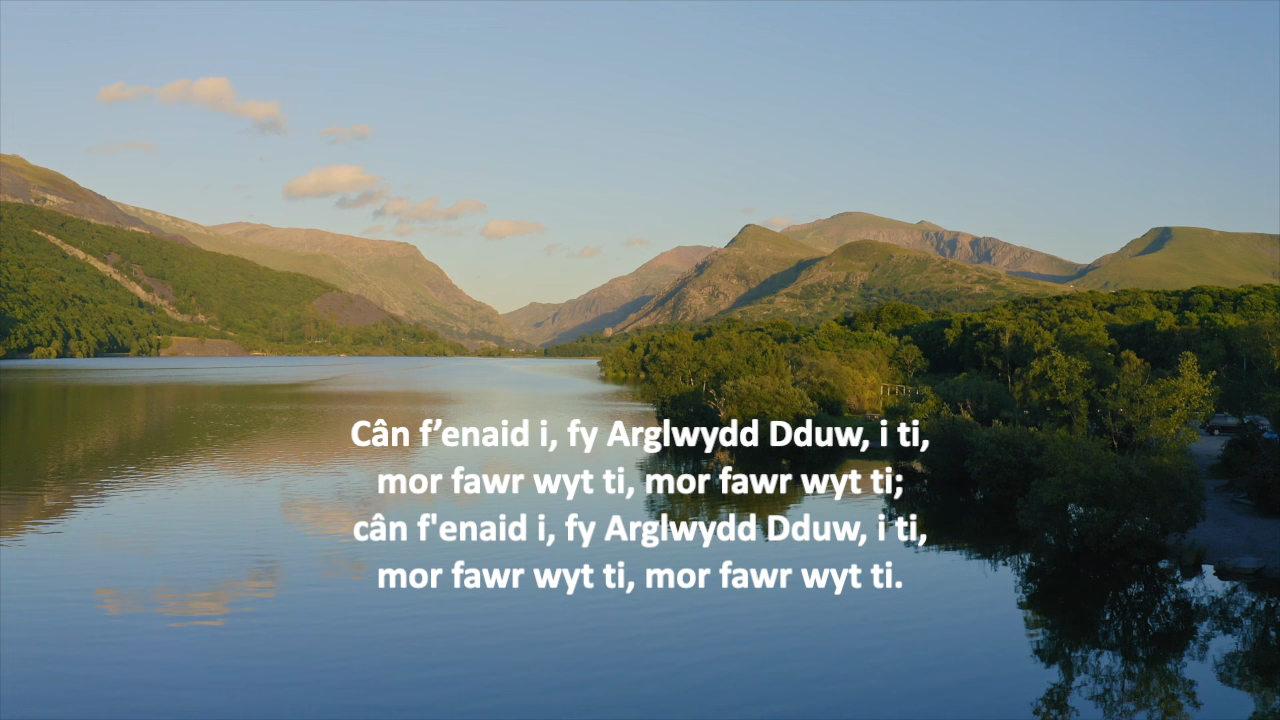 Cân f’enaid i, fy Arglwydd Dduw, i ti,
mor fawr wyt ti, mor fawr wyt ti;
cân f'enaid i, fy Arglwydd Dduw, i ti,
mor fawr wyt ti, mor fawr wyt ti.